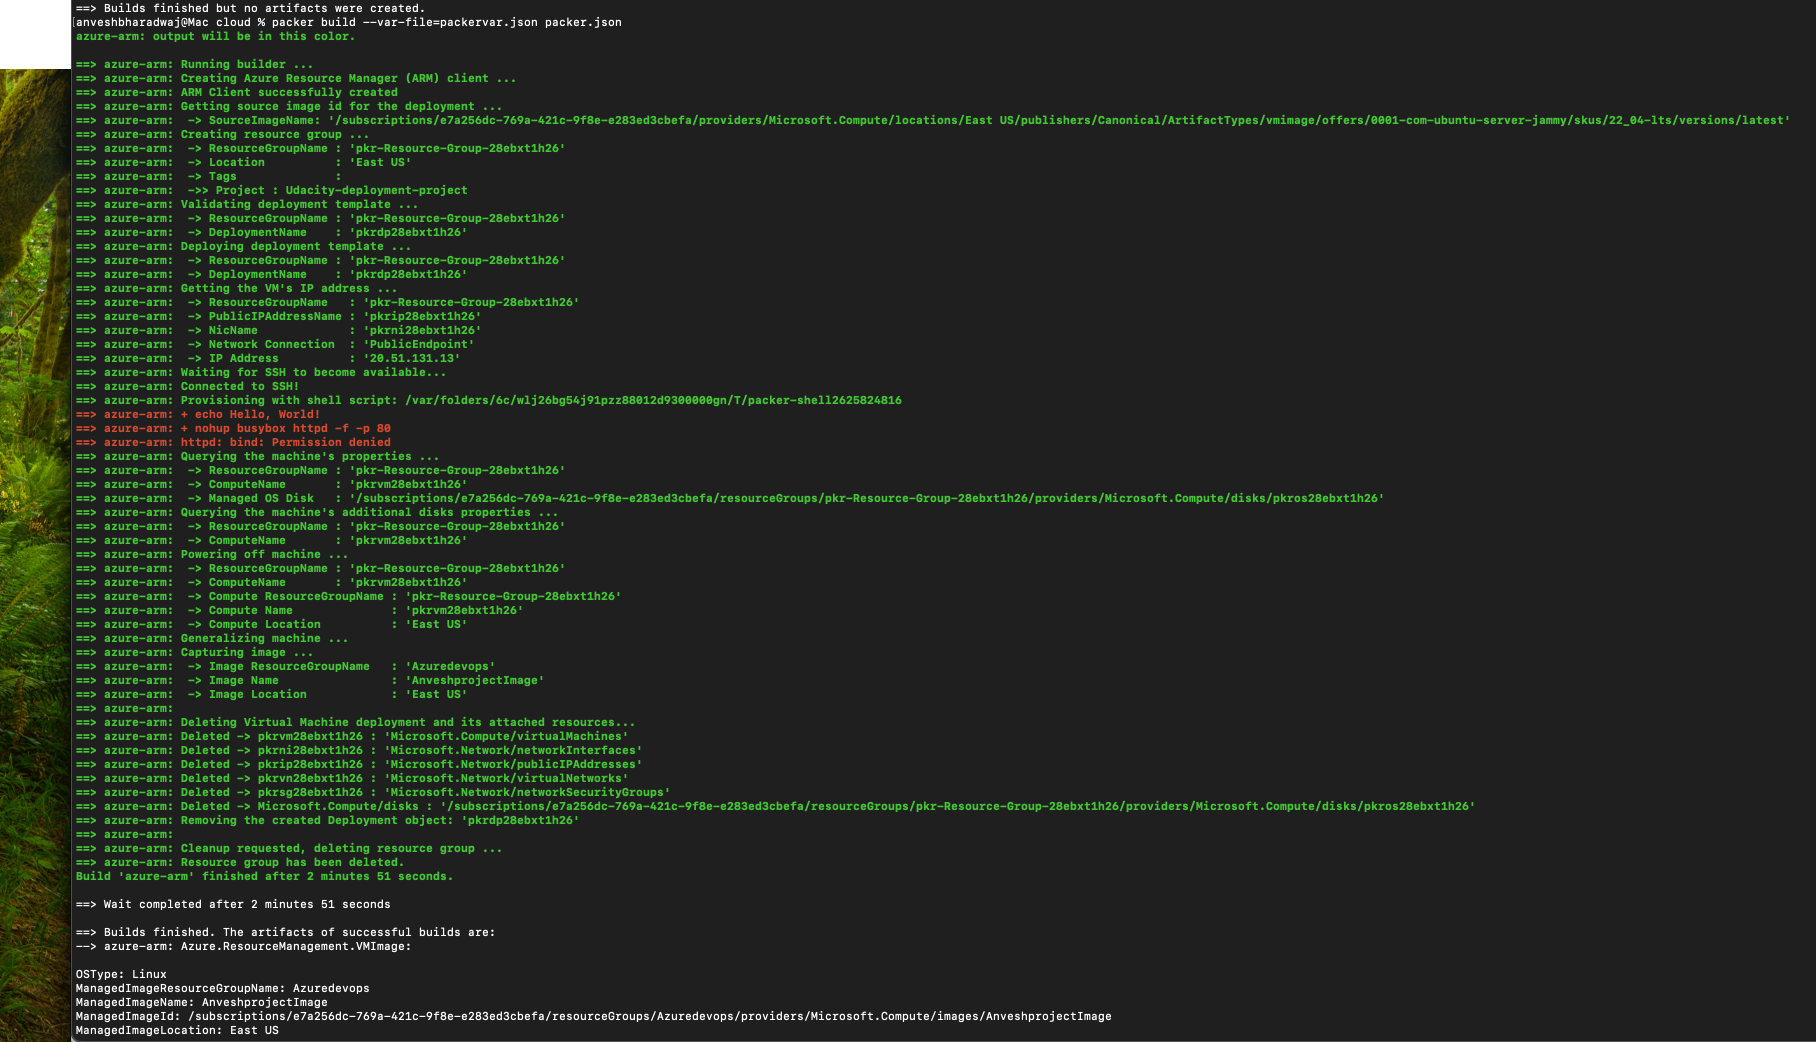 ==> Builds finished but no artifacts were created.
[anveshbharadwaj@Mac cloud % packer build --var-file=packervar.json packer.json
azure-arm: output will be in this color.
==> azure-arm: Running builder ...
==> azure-arm: Creating Azure Resource Manager (ARM) client ...
==> azure-arm: ARM Client successfully created
==> azure-arm: Getting source image id for the deployment ...
==> azure-arm:  -> SourceImageName: '/subscriptions/e7a256dc-769a-421c-9f8e-e283ed3cbefa/providers/Microsoft.Compute/locations/East US/publishers/Canonical/ArtifactTypes/vmimage/offers/0001-com-ubuntu-server-jammy/skus/22_04-lts/versions/latest'
==> azure-arm: Creating resource group ...
==> azure-arm:  -> ResourceGroupName : 'pkr-Resource-Group-28ebxt1h26'
==> azure-arm:  -> Location          : 'East US'
==> azure-arm:  -> Tags              :
==> azure-arm:  ->> Project : Udacity-deployment-project
==> azure-arm: Validating deployment template ...
==> azure-arm:  -> ResourceGroupName : 'pkr-Resource-Group-28ebxt1h26'
==> azure-arm:  -> DeploymentName    : 'pkrdp28ebxt1h26'
==> azure-arm: Deploying deployment template ...
==> azure-arm:  -> ResourceGroupName : 'pkr-Resource-Group-28ebxt1h26'
==> azure-arm:  -> DeploymentName    : 'pkrdp28ebxt1h26'
==> azure-arm: Getting the VM's IP address ...
==> azure-arm:  -> ResourceGroupName   : 'pkr-Resource-Group-28ebxt1h26'
==> azure-arm:  -> PublicIPAddressName : 'pkrip28ebxt1h26'
==> azure-arm:  -> NicName             : 'pkrni28ebxt1h26'
==> azure-arm:  -> Network Connection  : 'PublicEndpoint'
==> azure-arm:  -> IP Address          : '20.51.131.13'
==> azure-arm: Waiting for SSH to become available...
==> azure-arm: Connected to SSH!
==> azure-arm: Provisioning with shell script: /var/folders/6c/wlj26bg54j91pzz88012d9300000gn/T/packer-shell2625824816
==> azure-arm: + echo Hello, World!
==> azure-arm: + nohup busybox httpd -f -p 80
==> azure-arm: httpd: bind: Permission denied
==> azure-arm: Querying the machine's properties ...
==> azure-arm:  -> ResourceGroupName : 'pkr-Resource-Group-28ebxt1h26'
==> azure-arm:  -> ComputeName       : 'pkrvm28ebxt1h26'
==> azure-arm:  -> Managed OS Disk   : '/subscriptions/e7a256dc-769a-421c-9f8e-e283ed3cbefa/resourceGroups/pkr-Resource-Group-28ebxt1h26/providers/Microsoft.Compute/disks/pkros28ebxt1h26'
==> azure-arm: Querying the machine's additional disks properties ...
==> azure-arm:  -> ResourceGroupName : 'pkr-Resource-Group-28ebxt1h26'
==> azure-arm:  -> ComputeName       : 'pkrvm28ebxt1h26'
==> azure-arm: Powering off machine ...
==> azure-arm:  -> ResourceGroupName : 'pkr-Resource-Group-28ebxt1h26'
==> azure-arm:  -> ComputeName       : 'pkrvm28ebxt1h26'
==> azure-arm:  -> Compute ResourceGroupName : 'pkr-Resource-Group-28ebxt1h26'
==> azure-arm:  -> Compute Name              : 'pkrvm28ebxt1h26'
==> azure-arm:  -> Compute Location          : 'East US'
==> azure-arm: Generalizing machine ...
==> azure-arm: Capturing image ...
==> azure-arm:  -> Image ResourceGroupName   : 'Azuredevops'
==> azure-arm:  -> Image Name                : 'AnveshprojectImage'
==> azure-arm:  -> Image Location            : 'East US'
==> azure-arm:
==> azure-arm: Deleting Virtual Machine deployment and its attached resources...
==> azure-arm: Deleted -> pkrvm28ebxt1h26 : 'Microsoft.Compute/virtualMachines'
==> azure-arm: Deleted -> pkrni28ebxt1h26 : 'Microsoft.Network/networkInterfaces'
==> azure-arm: Deleted -> pkrip28ebxt1h26 : 'Microsoft.Network/publicIPAddresses'
==> azure-arm: Deleted -> pkrvn28ebxt1h26 : 'Microsoft.Network/virtualNetworks'
==> azure-arm: Deleted -> pkrsg28ebxt1h26 : 'Microsoft.Network/networkSecurityGroups'
==> azure-arm: Deleted -> Microsoft.Compute/disks : '/subscriptions/e7a256dc-769a-421c-9f8e-e283ed3cbefa/resourceGroups/pkr-Resource-Group-28ebxt1h26/providers/Microsoft.Compute/disks/pkros28ebxt1h26'
==> azure-arm: Removing the created Deployment object: 'pkrdp28ebxt1h26'
==> azure-arm:
==> azure-arm: Cleanup requested, deleting resource group ...
==> azure-arm: Resource group has been deleted.
Build 'azure-arm' finished after 2 minutes 51 seconds.
==> Wait completed after 2 minutes 51 seconds
==> Builds finished. The artifacts of successful builds are:
--> azure-arm: Azure.ResourceManagement.VMImage:
OSType: Linux
ManagedImageResourceGroupName: Azuredevops
ManagedImageName: AnveshprojectImage
ManagedImageId: /subscriptions/e7a256dc-769a-421c-9f8e-e283ed3cbefa/resourceGroups/Azuredevops/providers/Microsoft.Compute/images/AnveshprojectImage
ManagedImageLocation: East US